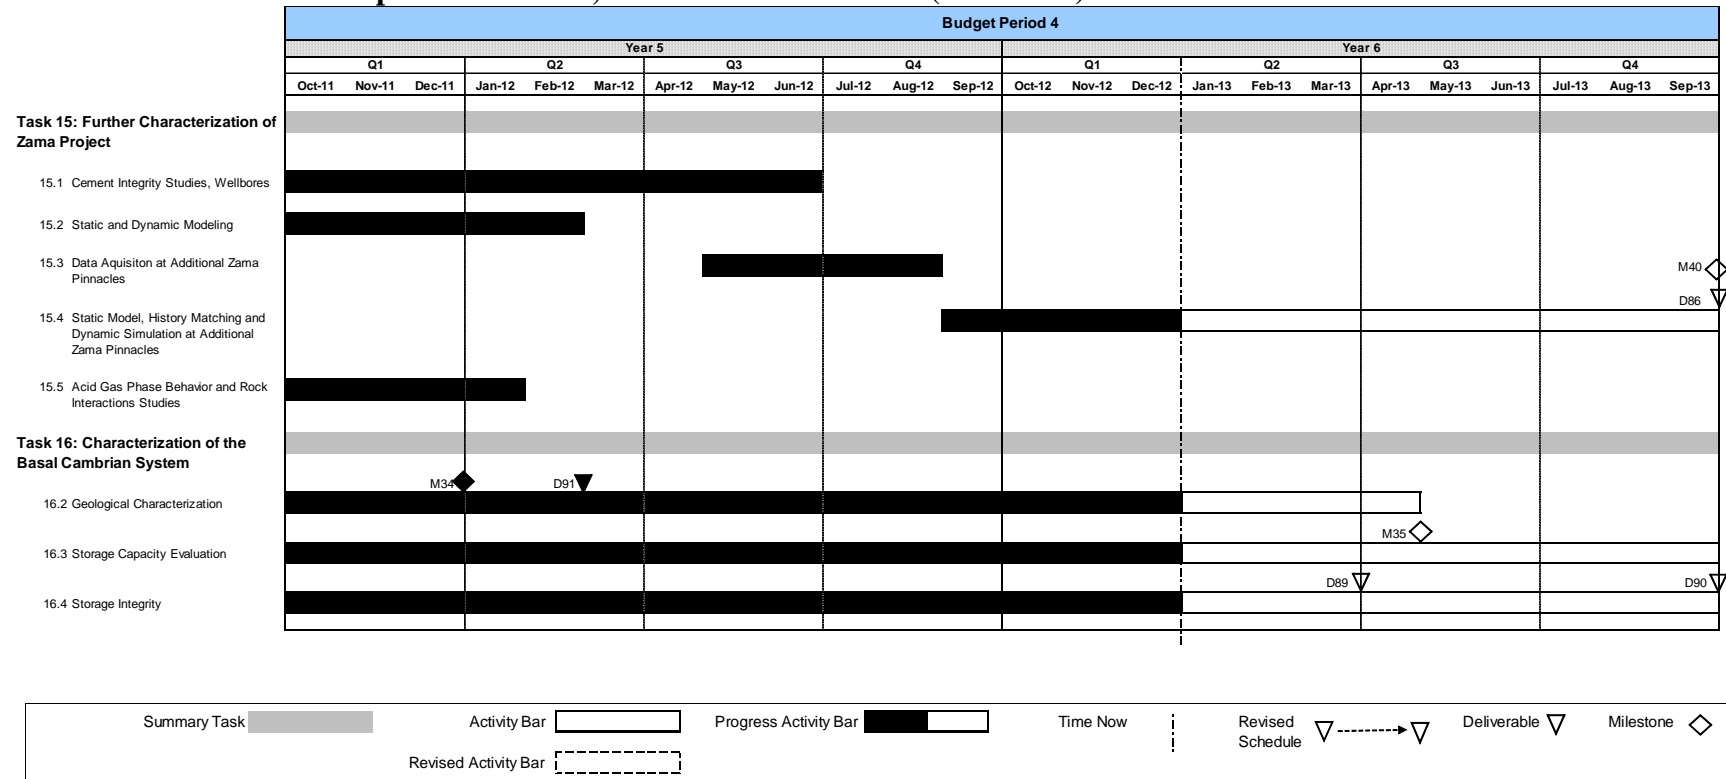 Budget Period 4
Year 5 Year 6
Q1 Q2 Q3 Q4 Q1 Q2 Q3 Q4
Oct-11 Nov-11 Dec-11 Jan-12 Feb-12 Mar-12 Apr-12 May-12 Jun-12 Jul-12 Aug-12 Sep-12 Oct-12 Nov-12 Dec-12 Jan-13 Feb-13 Mar-13 Apr-13 May-13 Jun-13 Jul-13 Aug-13 Sep-13
Task 15: Further Characterization of
Zama Project
15.1 Cement Integrity Studies, Wellbores
15.2 Static and Dynamic Modeling
15.3 Data Aquisiton at Additional Zama
Pinnacles
M40
D86
15.4 Static Model, History Matching and
Dynamic Simulation at Additional
Zama Pinnacles
15.5 Acid Gas Phase Behavior and Rock
Interactions Studies
Task 16: Characterization of the
Basal Cambrian System
M34 D91
16.2 Geological Characterization
M35
16.3 Storage Capacity Evaluation
D89 D90
16.4 Storage Integrity
Summary Task Activity Bar Progress Activity Bar Time Now Revised Deliverable Milestone
Schedule
Revised Activity Bar